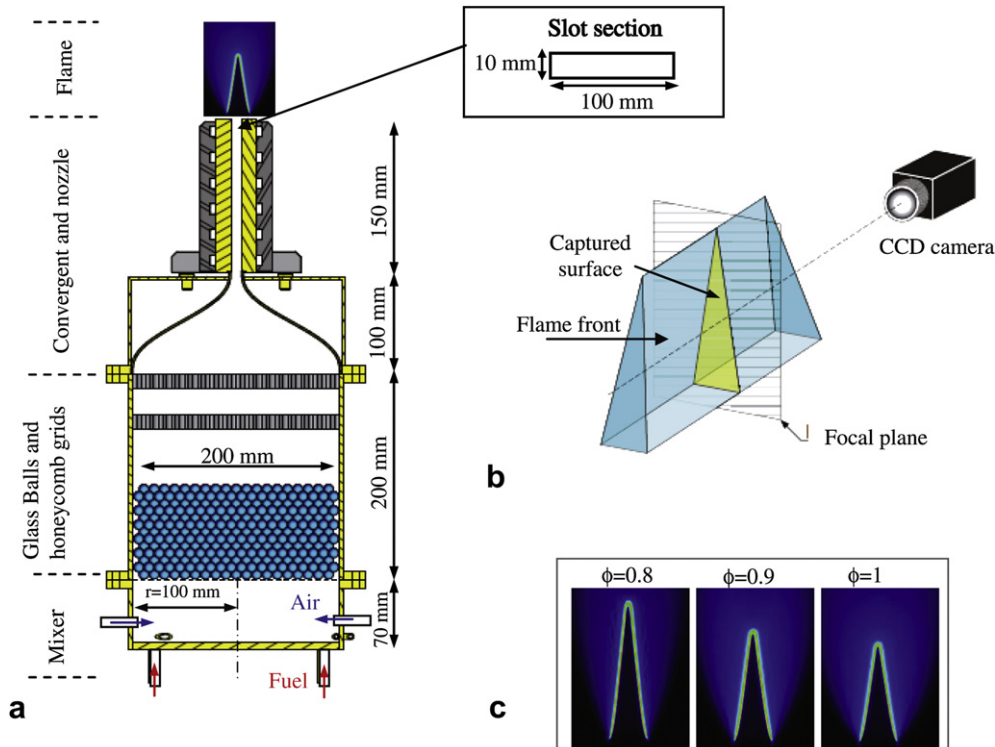 Flame
Convergent and nozzle
Glass Balls and
honeycomb grids
Mixer
150 mm
100 mm
200 mm
70 mm
200 mm
r=100 mm
Air
Fuel
a
Slot section
10 mm
100 mm
CCD camera
Captured
surface
Flame front
Focal plane
b
ϕ=0.8
ϕ=0.9
ϕ=1
c